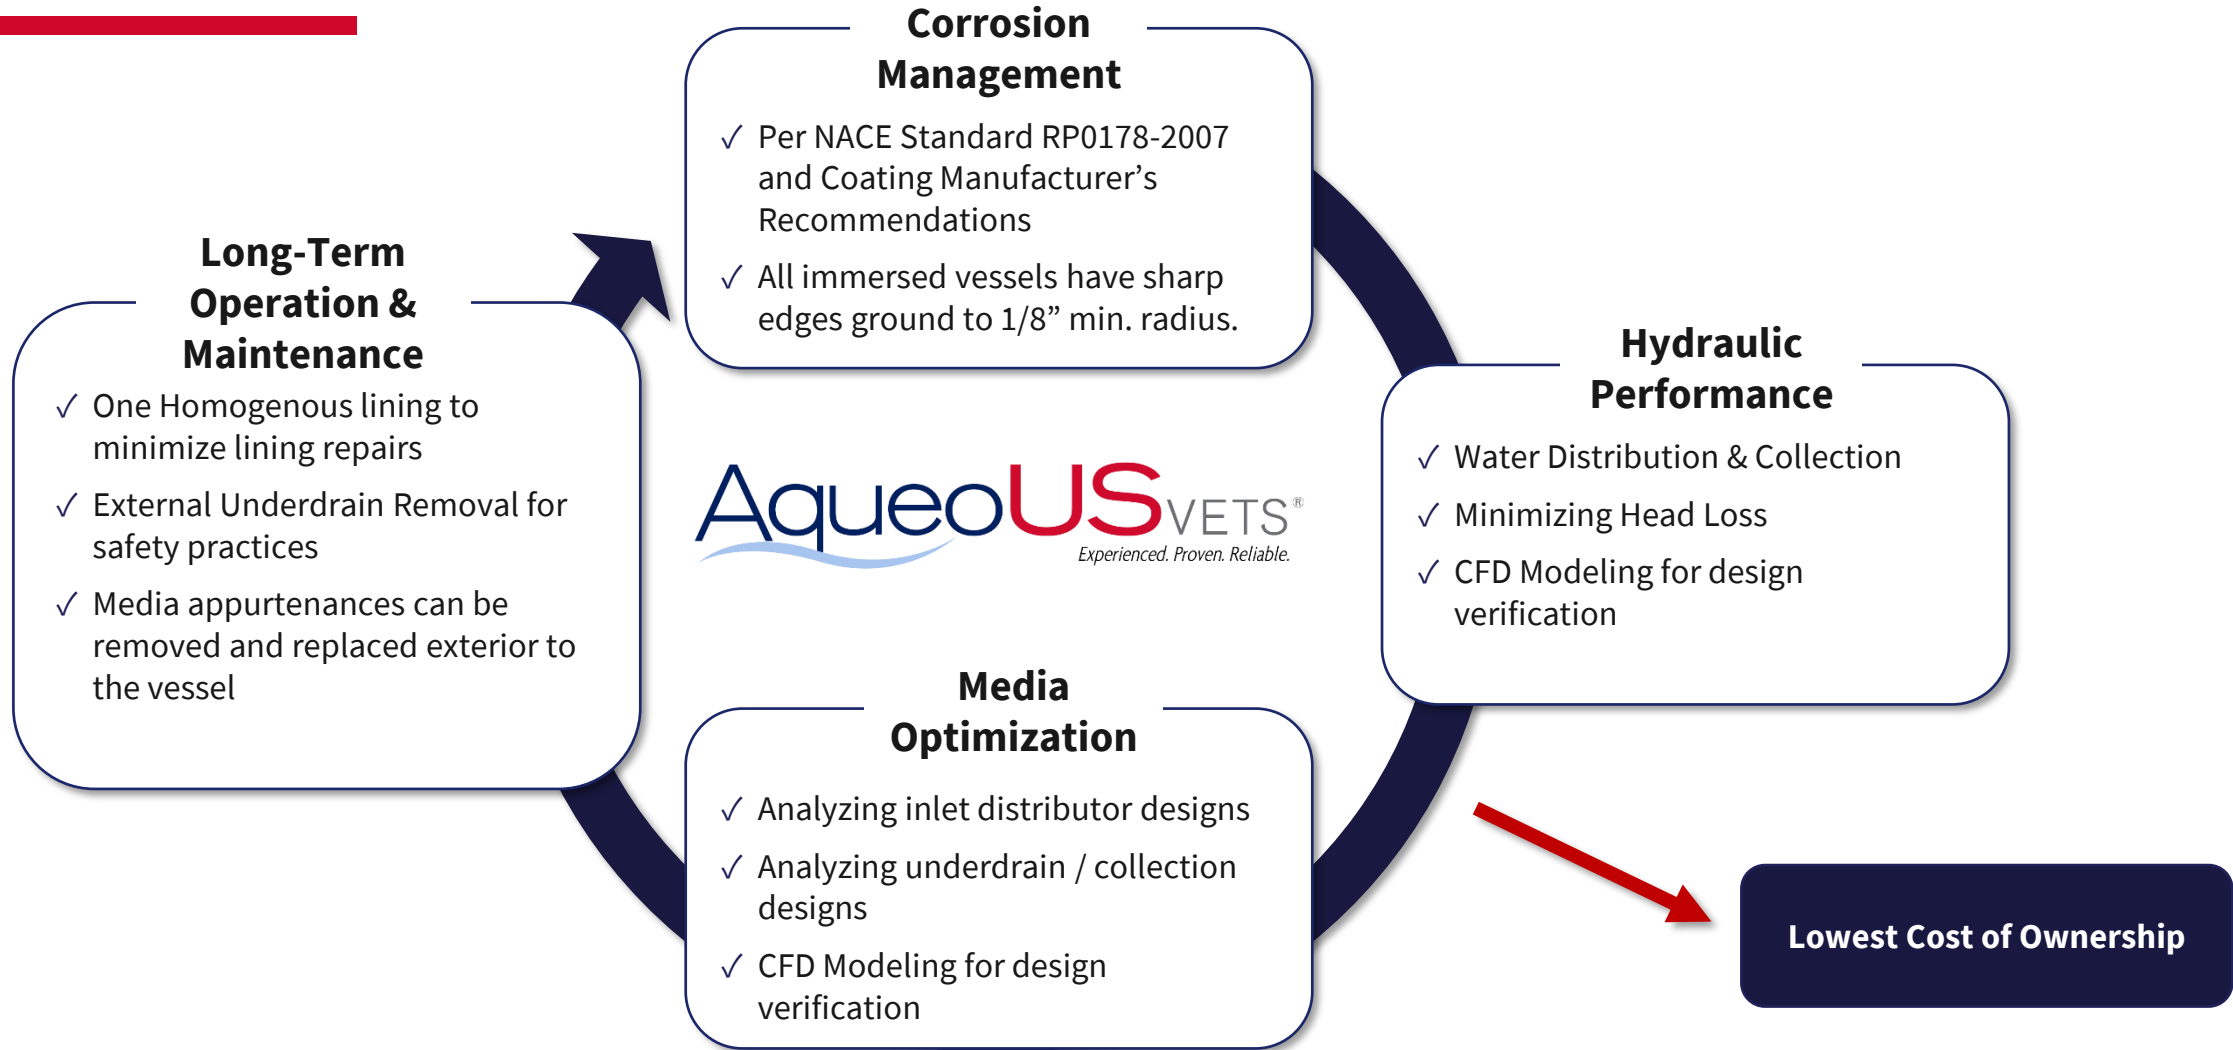 Corrosion
Management
✓ Per NACE Standard RP0178-2007
and Coating Manufacturer’s
Recommendations
✓ All immersed vessels have sharp
edges ground to 1/8” min. radius.
Hydraulic
Performance
✓ Water Distribution & Collection
✓ Minimizing Head Loss
✓ CFD Modeling for design
verification
Media
Optimization
✓ Analyzing inlet distributor designs
✓ Analyzing underdrain / collection
designs
✓ CFD Modeling for design
verification
Long-Term
Operation &
Maintenance
✓ One Homogenous lining to
minimize lining repairs
✓ External Underdrain Removal for
safety practices
✓ Media appurtenances can be
removed and replaced exterior to
the vessel
AqueoUSVETS®
Experienced. Proven. Reliable.
Lowest Cost of Ownership